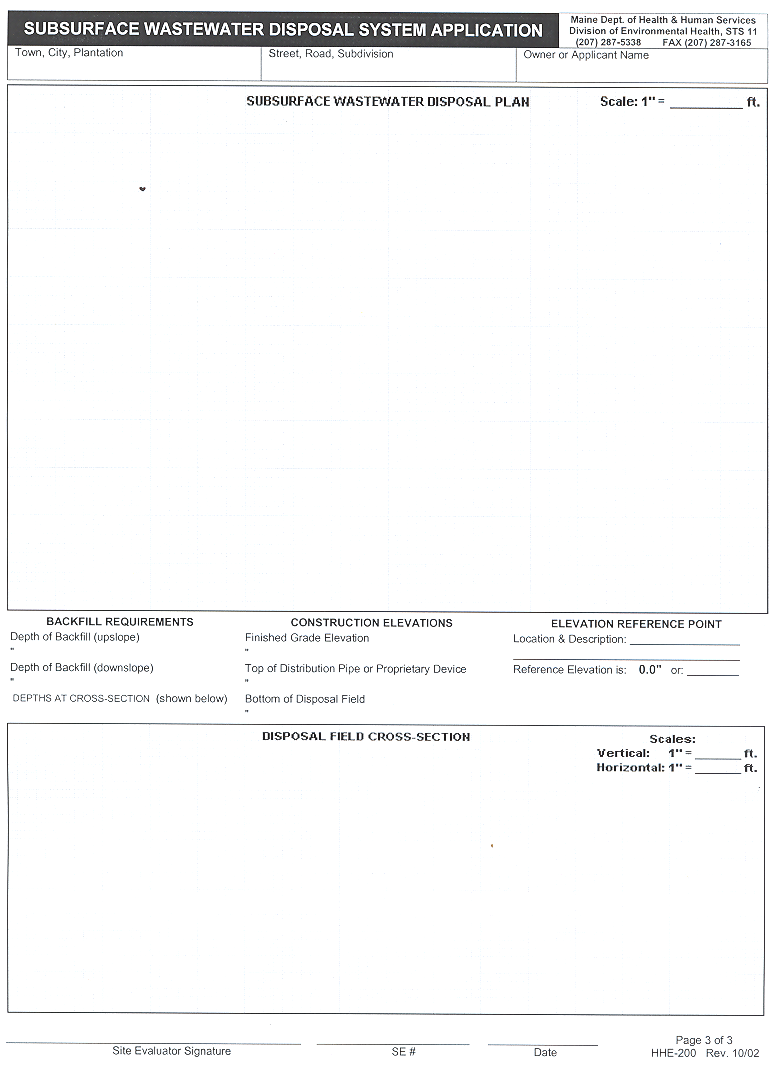 SUBSURFACE WASTEWATER DISPOSAL SYSTEM APPLICATION
Maine Dept. of Health & Human Services
Division of Environmental Health, STS 11
(207) 287-5338 FAX (207) 287-3165
Town, City, Plantation
Street, Road, Subdivision
Owner or Applicant Name
SUBSURFACE WASTEWATER DISPOSAL PLAN
Scale: 1" = ________ ft.
BACKFILL REQUIREMENTS
Depth of Backfill (upslope)
"
Depth of Backfill (downslope)
"
DEPTHS AT CROSS-SECTION (shown below)
CONSTRUCTION ELEVATIONS
Finished Grade Elevation
"
Top of Distribution Pipe or Proprietary Device
"
Bottom of Disposal Field
"
ELEVATION REFERENCE POINT
Location & Description: ________
Reference Elevation is: 0.0" or: ________
DISPOSAL FIELD CROSS-SECTION
Scales:
Vertical: 1" = ________ ft.
Horizontal: 1" = ________ ft.
Site Evaluator Signature
SE #
Date
Page 3 of 3
HHE-200 Rev. 10/02